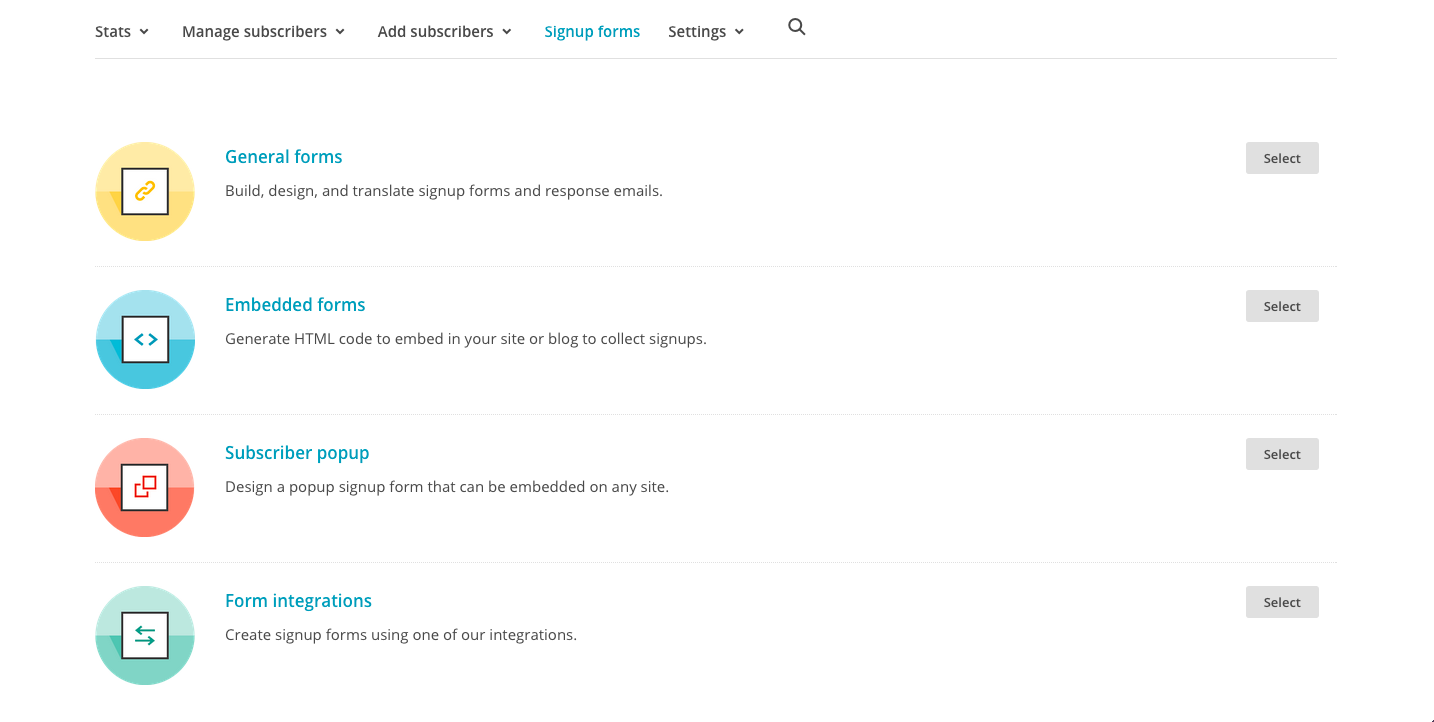 Stats Manage subscribers Add subscribers Signup forms Settings
General forms Select
Build, design, and translate signup forms and response emails.
Embedded forms Select
Generate HTML code to embed in your site or blog to collect signups.
Subscriber popup Select
Design a popup signup form that can be embedded on any site.
Form integrations Select
Create signup forms using one of our integrations.